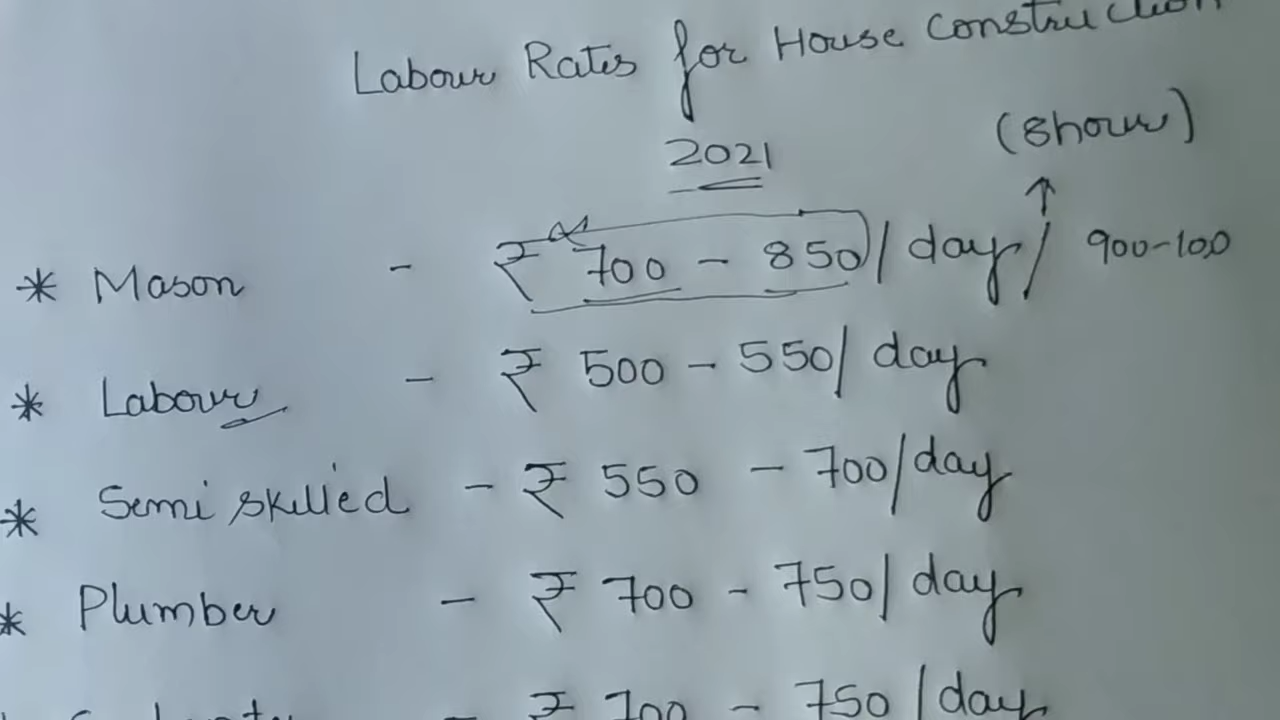 Labour Rates for House Construction
2021 (8hour)
* Mason - ₹ 700 - 850/ day / 900-100
* Labour - ₹ 500 - 550/ day
* Semi skilled - ₹ 550 - 700/day
* Plumber - ₹ 700 - 750/ day
- ₹ 700 - 750 /day